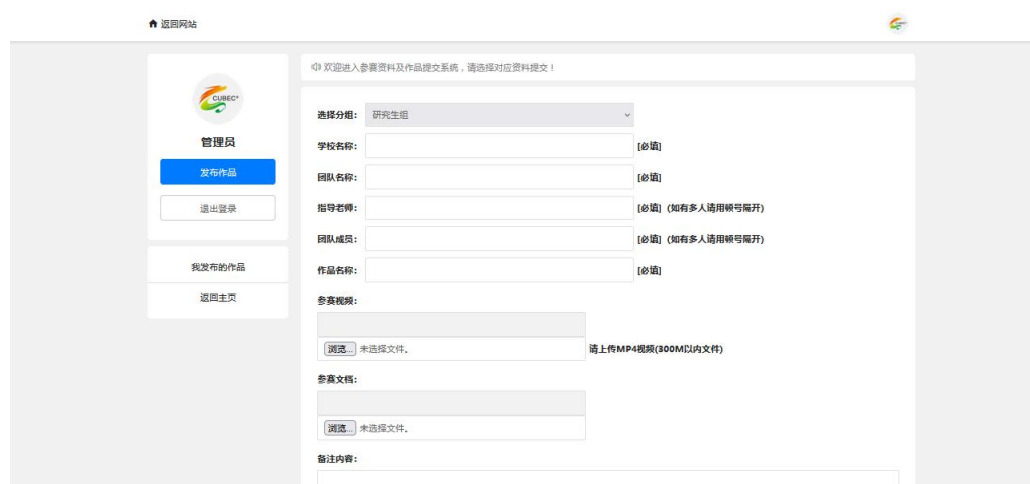 返回网站
欢迎进入参赛资料及作品提交系统，请选择对应资料提交！
CUBEC®
管理员
发布作品
退出登录
我发布的作品
返回主页
选择分组： 研究生组
学校名称： [必填]
团队名称： [必填]
指导老师： [必填] (如有多人请用顿号隔开)
团队成员： [必填] (如有多人请用顿号隔开)
作品名称： [必填]
参赛视频：
浏览... 未选择文件。 请上传MP4视频(300M以内文件)
参赛文档：
浏览... 未选择文件。
备注内容：